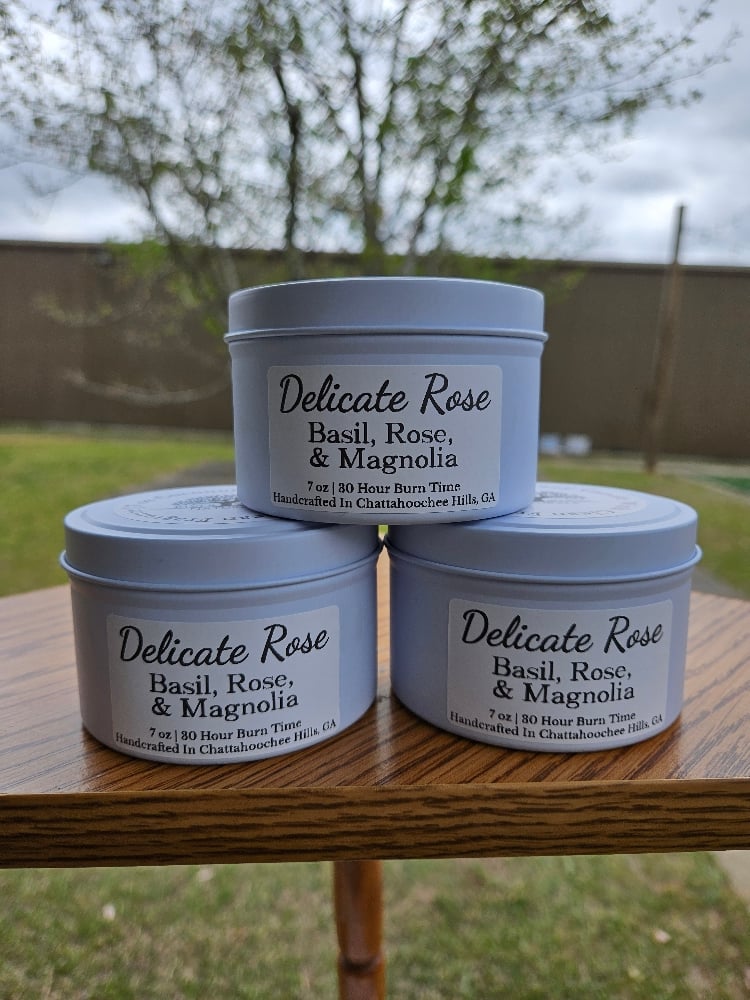 Delicate Rose
Basil, Rose,
& Magnolia
7 oz | 30 Hour Burn Time
Handcrafted In Chattahoochee Hills, GA
Delicate Rose
Basil, Rose,
& Magnolia
7 oz | 30 Hour Burn Time
Handcrafted In Chattahoochee Hills, GA
Delicate Rose
Basil, Rose,
& Magnolia
7 oz | 30 Hour Burn Time
Handcrafted In Chattahoochee Hills, GA